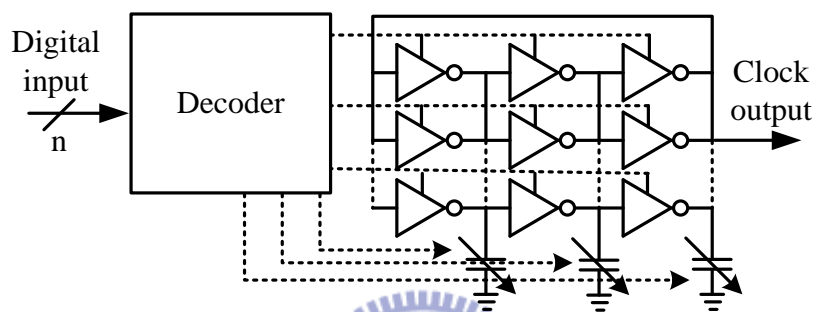 Digital
input
n
Decoder
Clock
output